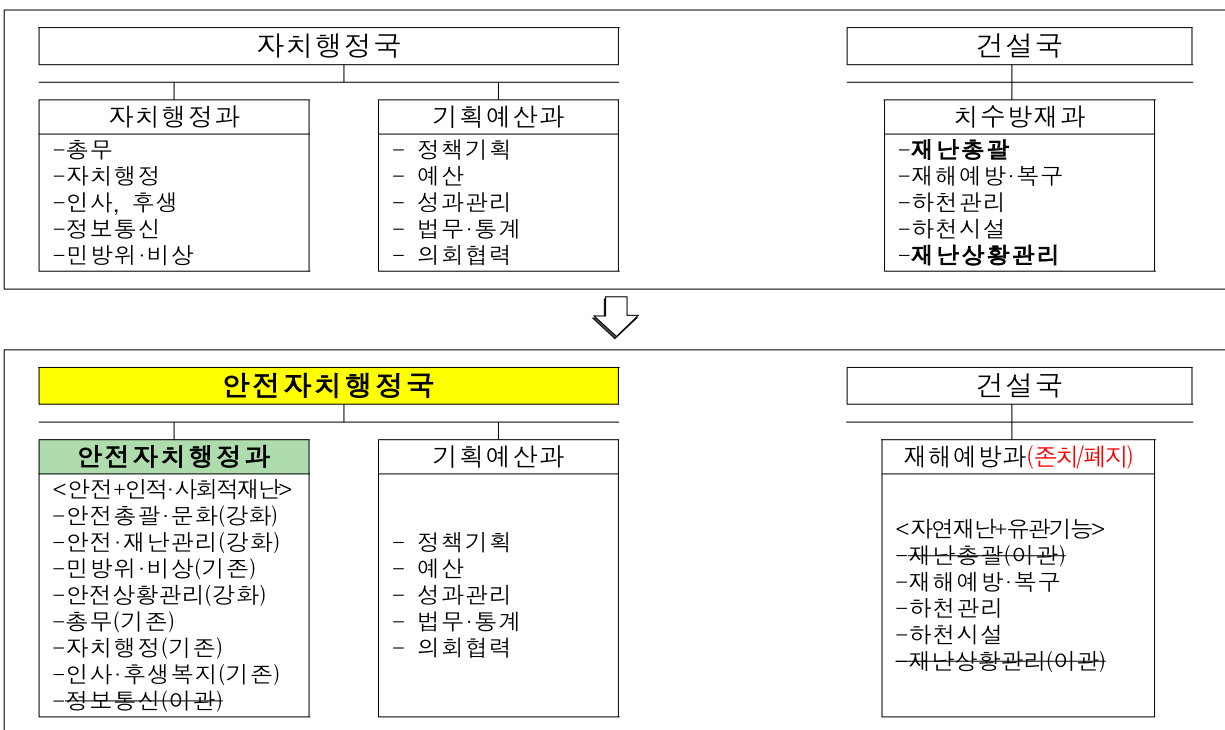 자치행정국
건설국
자치행정과
-총무
-자치행정
-인사, 후생
-정보통신
-민방위·비상
기획예산과
- 정책기획
- 예산
- 성과관리
- 법무·통계
- 의회협력
치수방재과
-재난총괄
-재해예방·복구
-하천관리
-하천시설
-재난상황관리
안전자치행정국
건설국
안전자치행정과
<안전+인적·사회적재난>
-안전총괄·문화(강화)
-안전·재난관리(강화)
-민방위·비상(기존)
-안전상황관리(강화)
-총무(기존)
-자치행정(기존)
-인사·후생복지(기존)
-정보통신(이관)
기획예산과
- 정책기획
- 예산
- 성과관리
- 법무·통계
- 의회협력
재해예방과(존치/폐지)
<자연재난+유관기능>
-재난총괄(이관)
-재해예방·복구
-하천관리
-하천시설
-재난상황관리(이관)